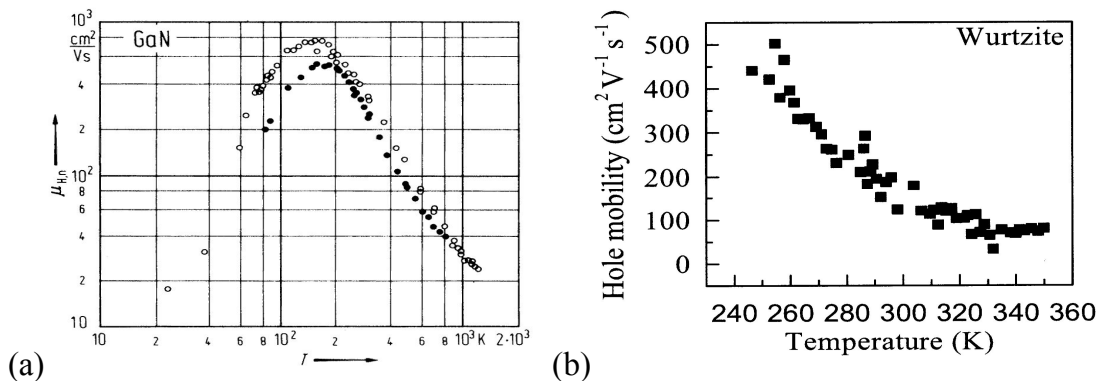 10³
cm²
Vs
GaN
8
6
4
2
μH,n
10²
8
6
4
2
10
10 2 4 6 8 10² 2 4 6 8 10³ K 2·10³
T
(a)
Wurtzite
Hole mobility (cm² V⁻¹ s⁻¹)
500
400
300
200
100
0
240 260 280 300 320 340 360
Temperature (K)
(b)